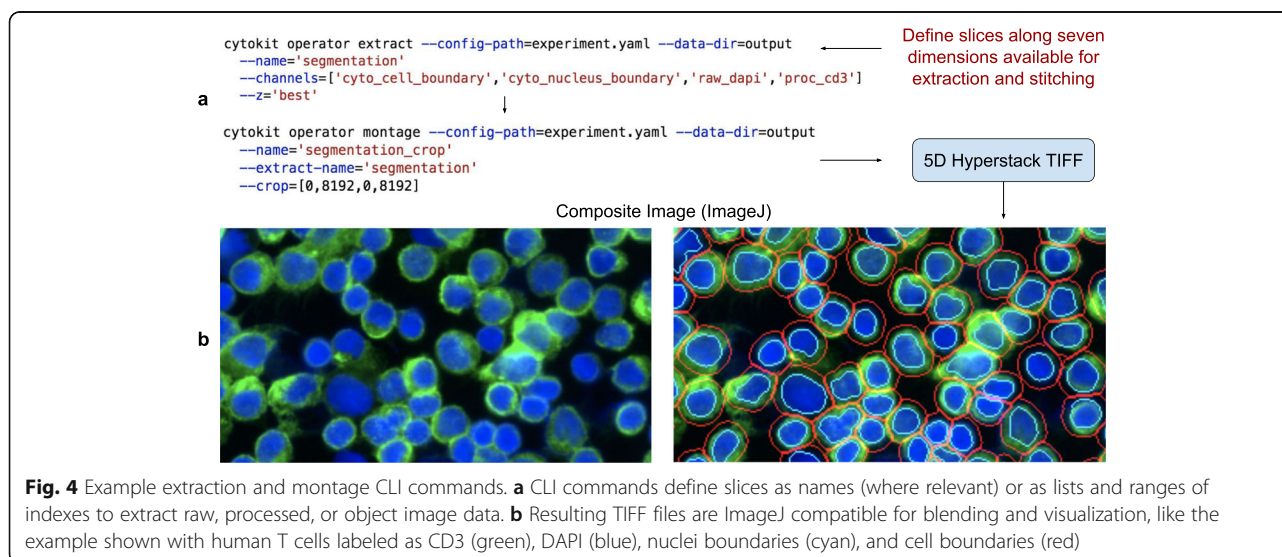 cytokit operator extract --config-path=experiment.yaml --data-dir=output
--name='segmentation'
--channels=['cyto_cell_boundary','cyto_nucleus_boundary','raw_dapi','proc_cd3']
--z='best'
Define slices along seven
dimensions available for
extraction and stitching
a
cytokit operator montage --config-path=experiment.yaml --data-dir=output
--name='segmentation_crop'
--extract-name='segmentation'
--crop=[0,8192,0,8192]
5D Hyperstack TIFF
Composite Image (ImageJ)
b
Fig. 4 Example extraction and montage CLI commands. a CLI commands define slices as names (where relevant) or as lists and ranges of
indexes to extract raw, processed, or object image data. b Resulting TIFF files are ImageJ compatible for blending and visualization, like the
example shown with human T cells labeled as CD3 (green), DAPI (blue), nuclei boundaries (cyan), and cell boundaries (red)